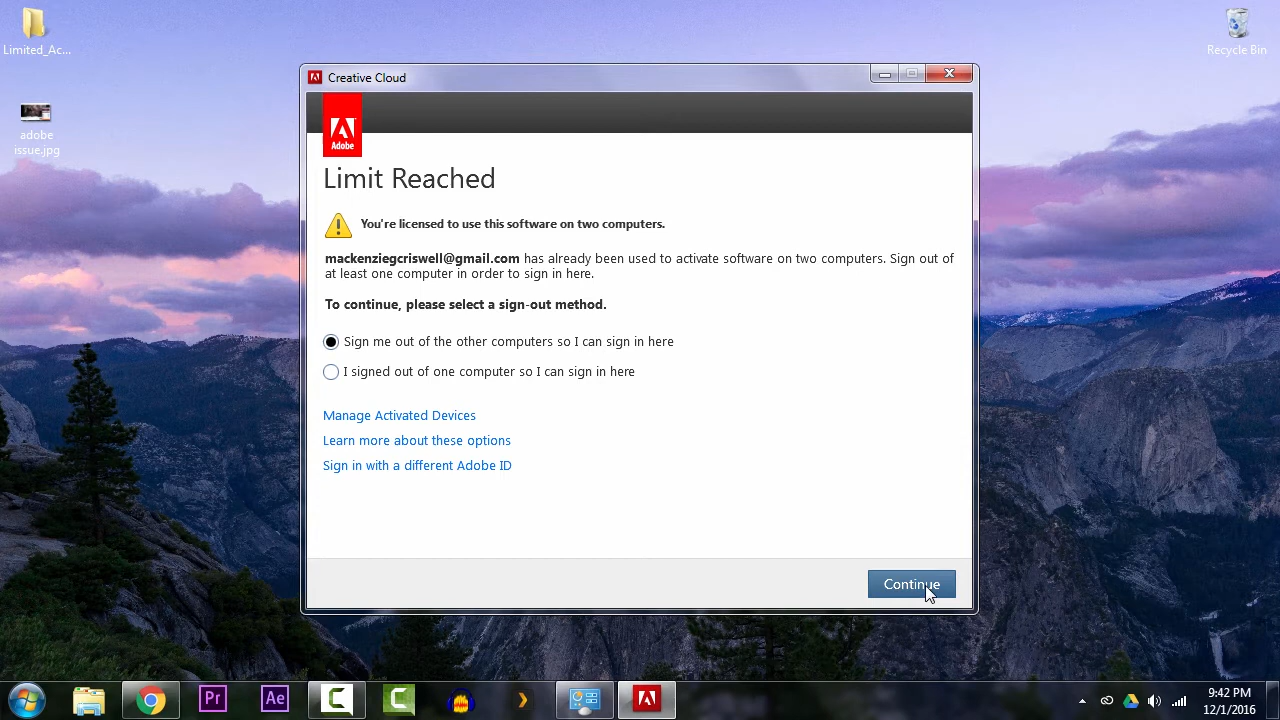 Limited_Ac...
Recycle Bin
adobe
issue.jpg
Creative Cloud
Adobe
Limit Reached
You're licensed to use this software on two computers.
mackenziegcriswell@gmail.com has already been used to activate software on two computers. Sign out of
at least one computer in order to sign in here.
To continue, please select a sign-out method.
Sign me out of the other computers so I can sign in here
I signed out of one computer so I can sign in here
Manage Activated Devices
Learn more about these options
Sign in with a different Adobe ID
Continue
Pr
Ae
9:42 PM
12/1/2016